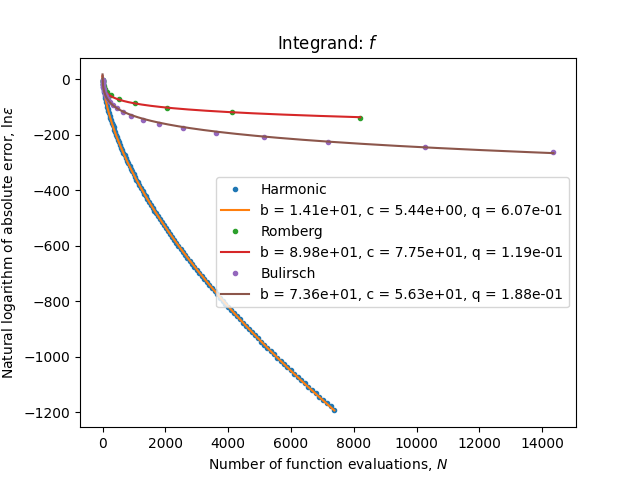 Integrand: f
Natural logarithm of absolute error, lnε
0
−200
−400
−600
−800
−1000
−1200
Harmonic
b = 1.41e+01, c = 5.44e+00, q = 6.07e-01
Romberg
b = 8.98e+01, c = 7.75e+01, q = 1.19e-01
Bulirsch
b = 7.36e+01, c = 5.63e+01, q = 1.88e-01
0 2000 4000 6000 8000 10000 12000 14000
Number of function evaluations, N